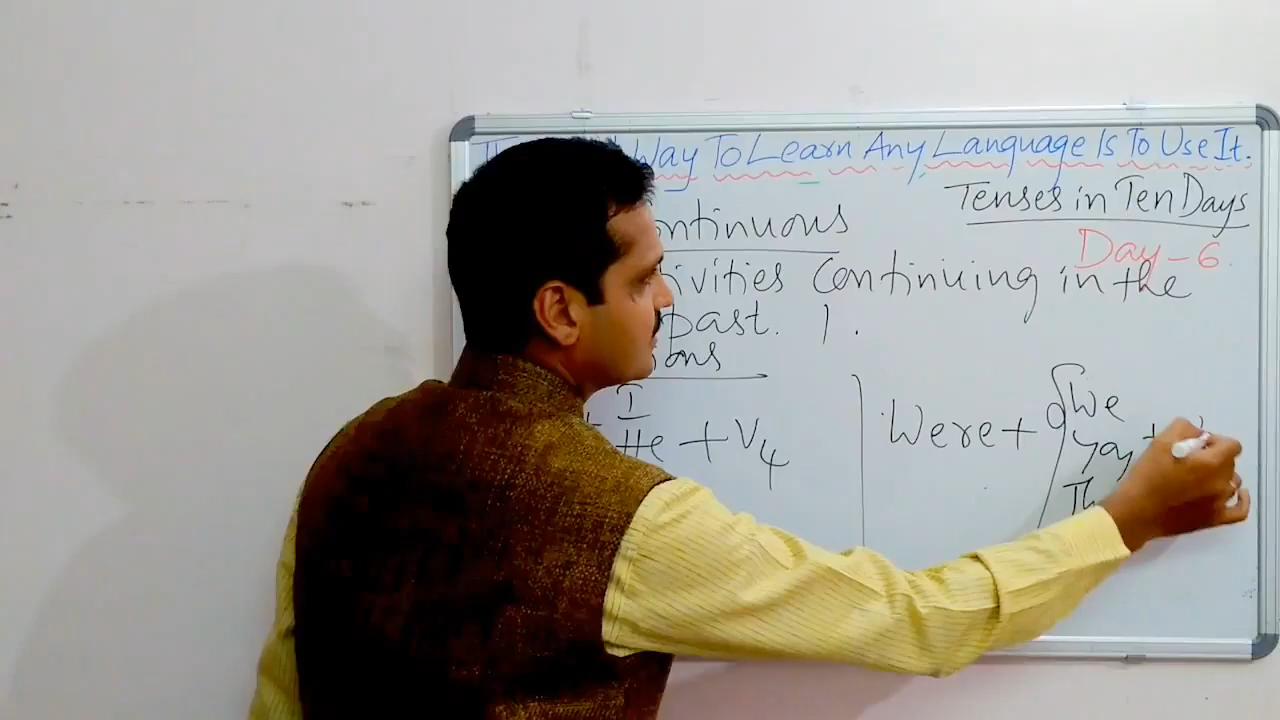 Way To Learn Any Language Is To Use It.
Tenses in Ten Days
ontinuous
Day - 6
ivities Continuing in the
past. 1.
ons
I
He + V4
Were + We
You +
Th